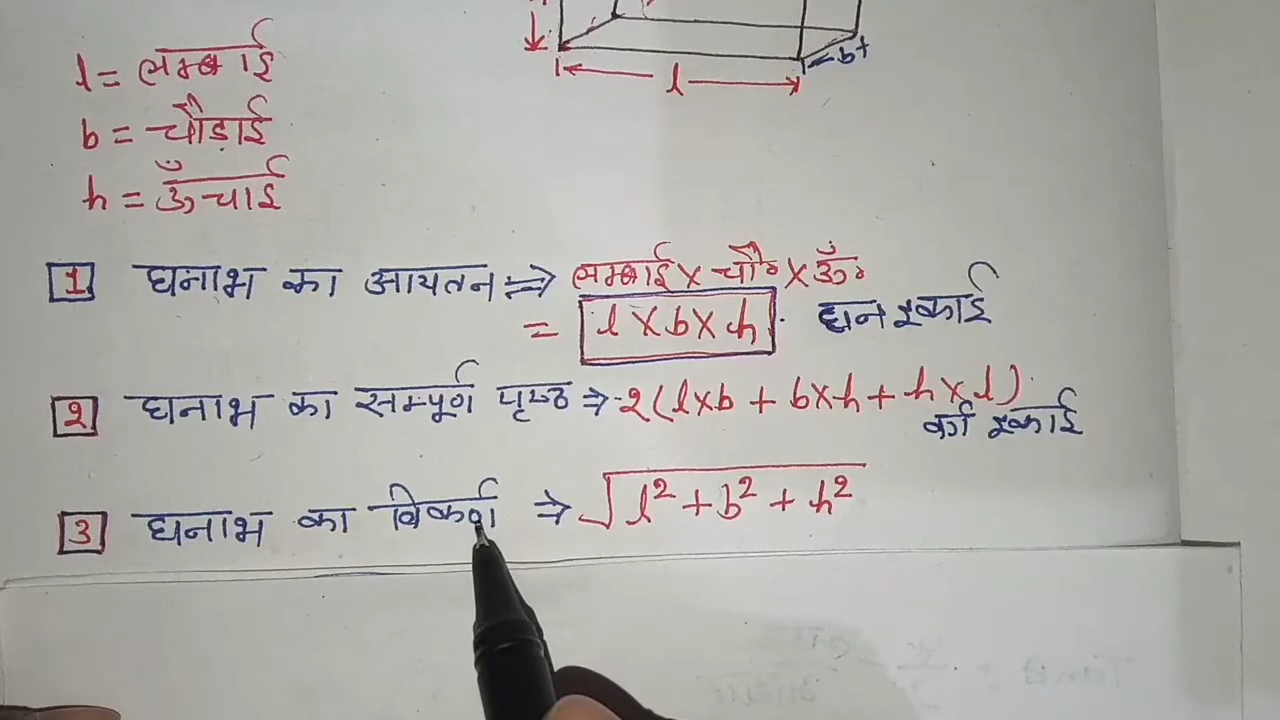 l = लम्बाई
b = चौड़ाई
h = ऊँचाई
l
b
[1] घनाभ का आयतन ⇒ लम्बाई × चौ० × ऊँ०
= l × b × h . घन इकाई
[2] घनाभ का सम्पूर्ण पृष्ठ ⇒ 2(l×b + b×h + h×l)
वर्ग इकाई
[3] घनाभ का विकर्ण ⇒ √l² + b² + h²